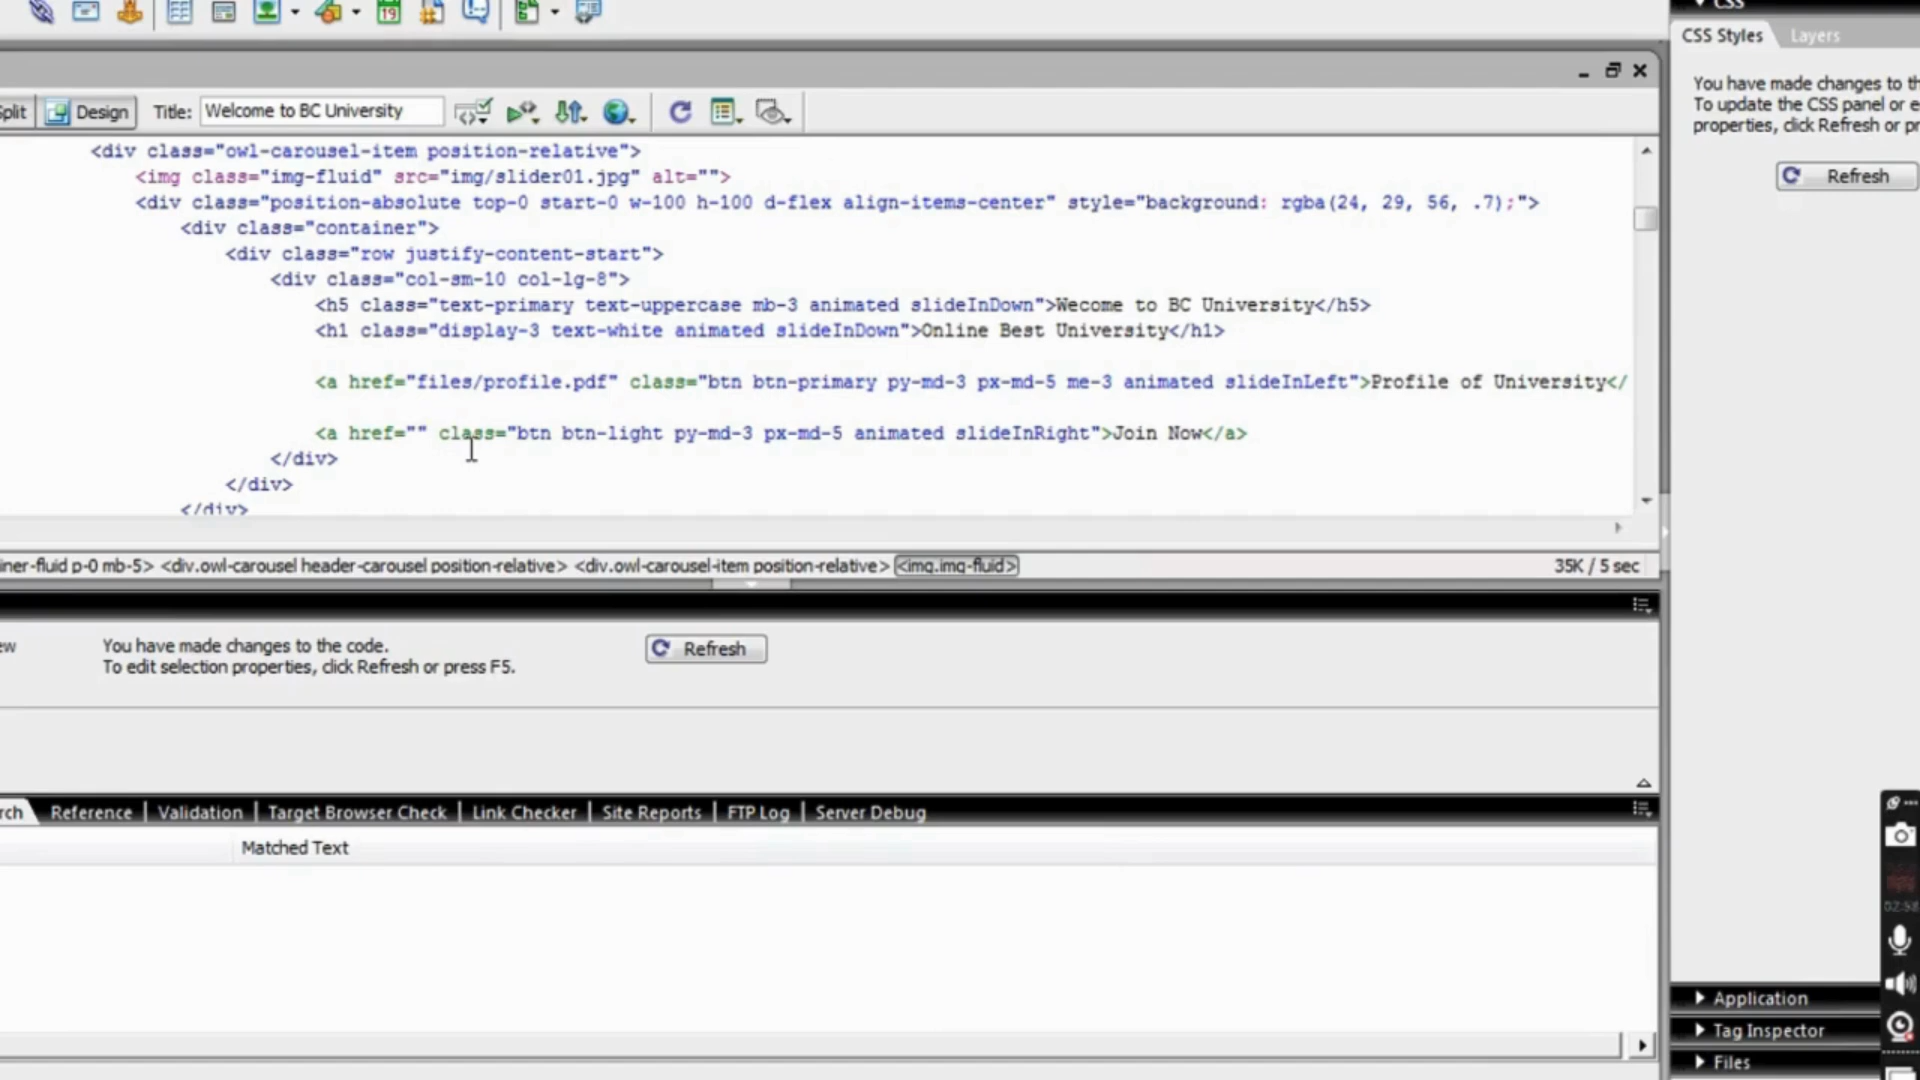 CSS
CSS Styles Layers
You have made changes to th
To update the CSS panel or e
properties, click Refresh or pr
Refresh
Split Design Title: Welcome to BC University
<div class="owl-carousel-item position-relative">
<img class="img-fluid" src="img/slider01.jpg" alt="">
<div class="position-absolute top-0 start-0 w-100 h-100 d-flex align-items-center" style="background: rgba(24, 29, 56, .7);">
<div class="container">
<div class="row justify-content-start">
<div class="col-sm-10 col-lg-8">
<h5 class="text-primary text-uppercase mb-3 animated slideInDown">Wecome to BC University</h5>
<h1 class="display-3 text-white animated slideInDown">Online Best University</h1>
<a href="files/profile.pdf" class="btn btn-primary py-md-3 px-md-5 me-3 animated slideInLeft">Profile of University</
<a href="" class="btn btn-light py-md-3 px-md-5 animated slideInRight">Join Now</a>
</div>
</div>
</div>
iner-fluid p-0 mb-5> <div.owl-carousel header-carousel position-relative> <div.owl-carousel-item position-relative> <img.img-fluid> 35K / 5 sec
ew You have made changes to the code.
To edit selection properties, click Refresh or press F5.
Refresh
rch Reference Validation Target Browser Check Link Checker Site Reports FTP Log Server Debug
Matched Text
19
02:58
Application
Tag Inspector
Files